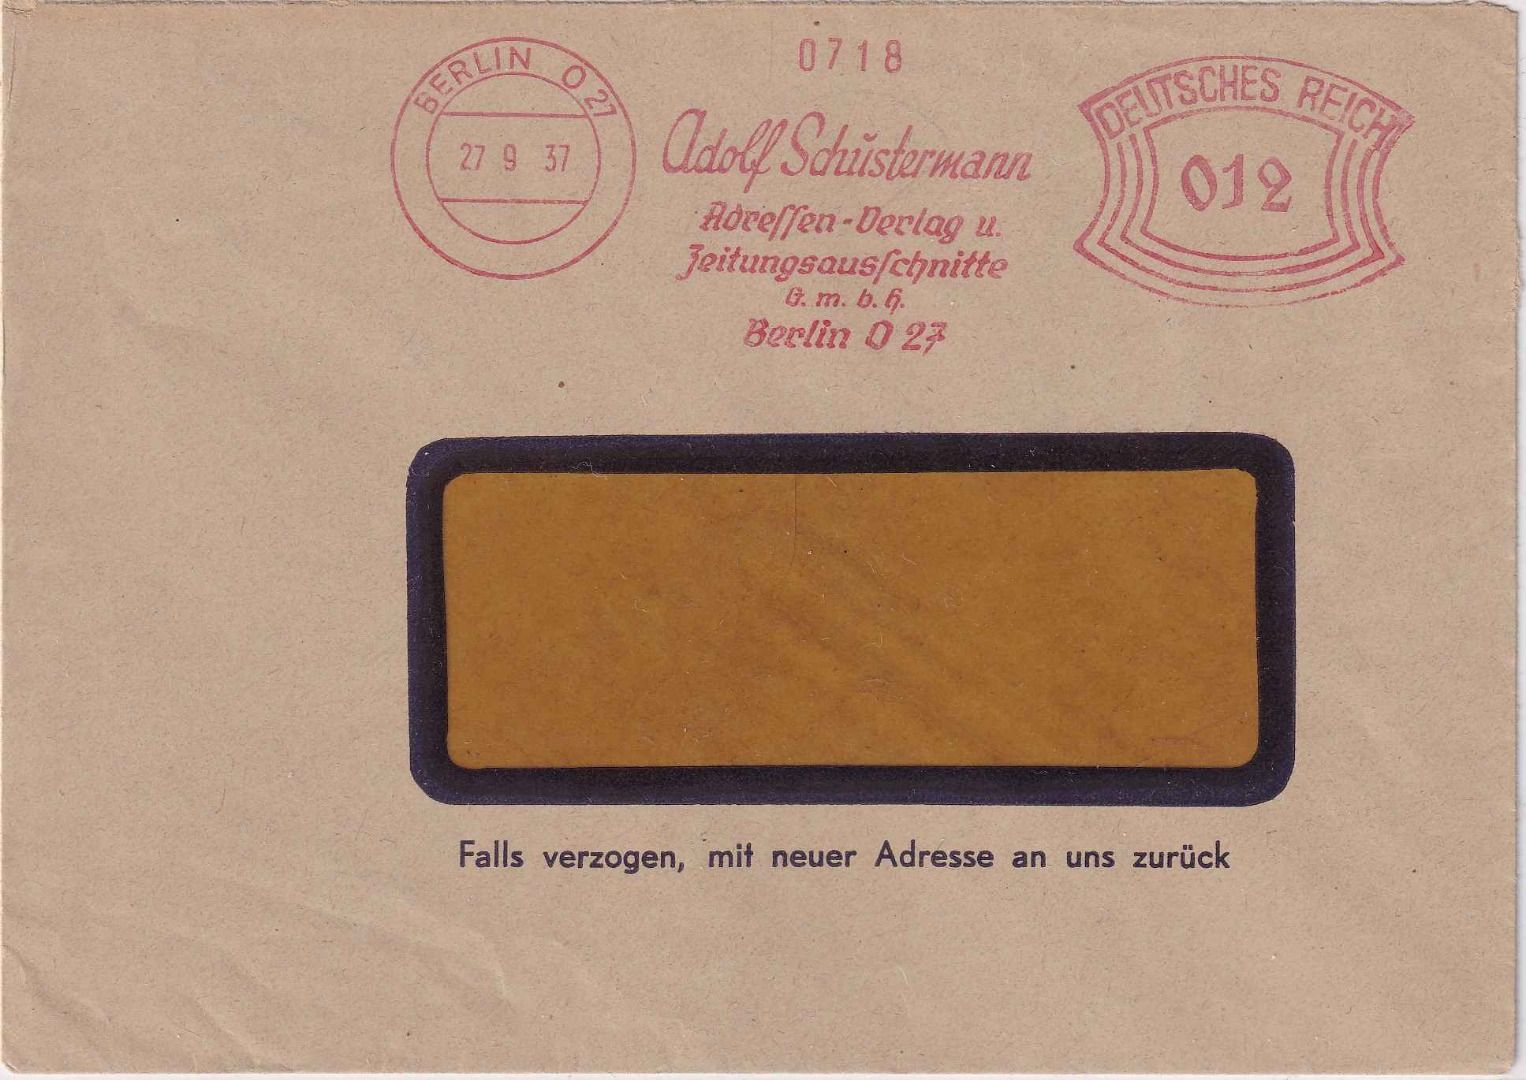 BERLIN O 27
27 9 37
0718
Adolf Schŭstermann
Adreſſen-Verlag u.
Zeitungsausſchnitte
G. m. b. H.
Berlin O 27
DEUTSCHES REICH
012
Falls verzogen, mit neuer Adresse an uns zurück